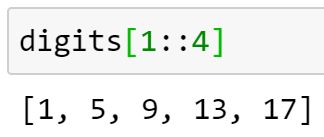 digits[1::4]
[1, 5, 9, 13, 17]